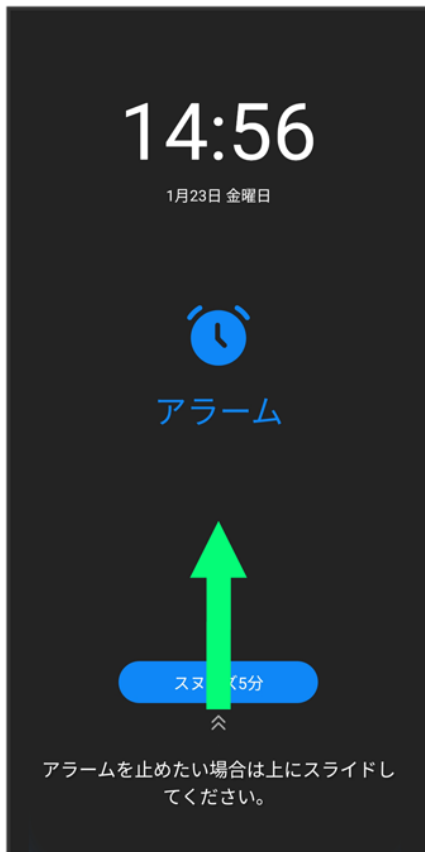 14:56
1月23日 金曜日
アラーム
スヌ ズ5分
アラームを止めたい場合は上にスライドし
てください。